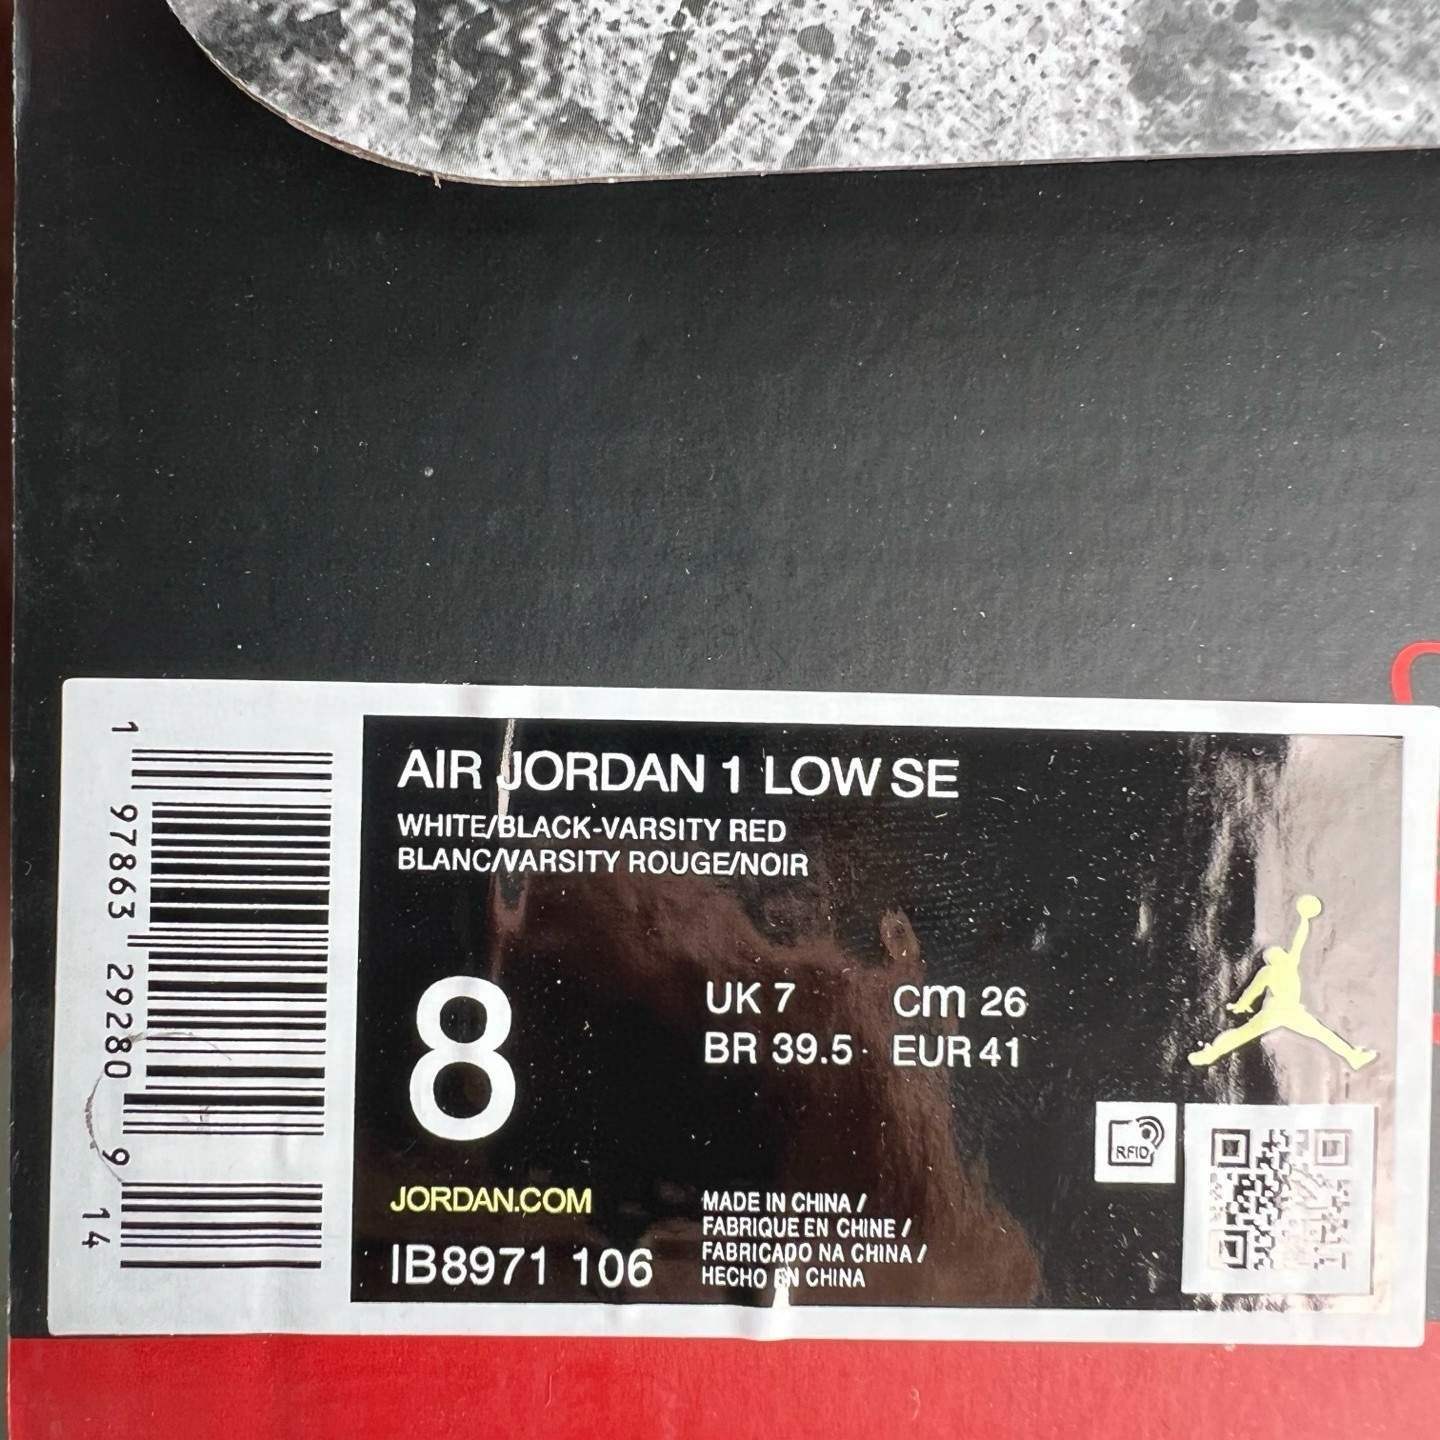 AIR JORDAN 1 LOW SE
WHITE/BLACK-VARSITY RED
BLANC/VARSITY ROUGE/NOIR
8
UK 7
CM 26
BR 39.5
EUR 41
JORDAN.COM
IB8971 106
MADE IN CHINA /
FABRIQUE EN CHINE /
FABRICADO NA CHINA /
HECHO EN CHINA
RFID
1 97863 29280 9 14